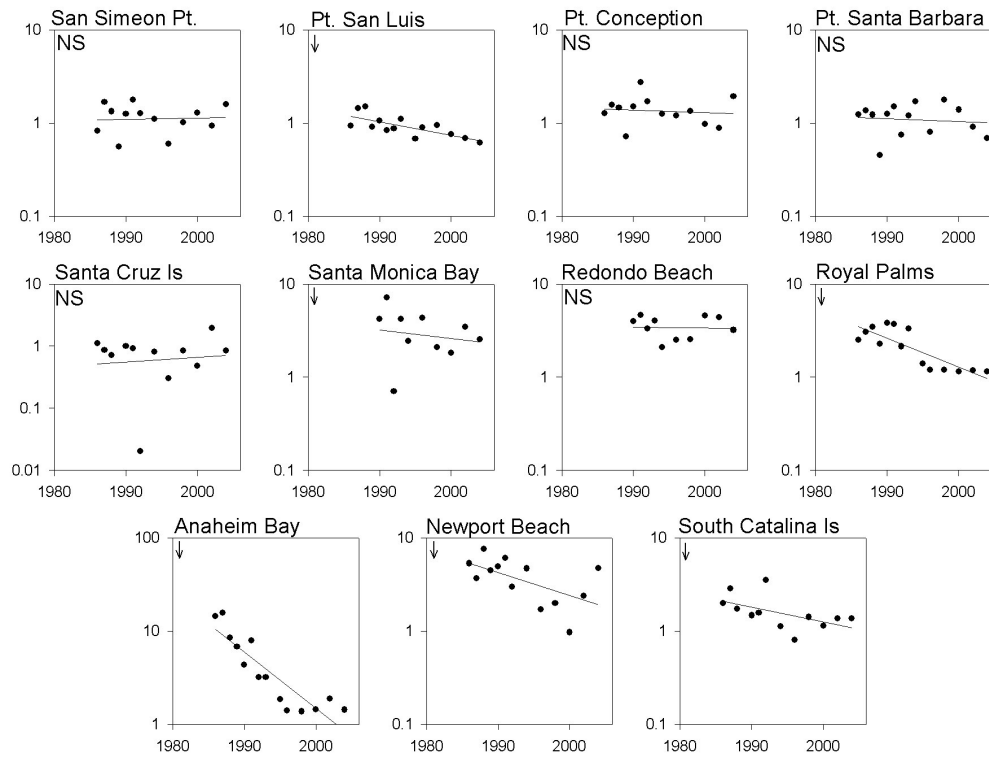 San Simeon Pt. Pt. San Luis Pt. Conception Pt. Santa Barbara
10 10 10 10
NS ↓ NS NS
1 1 1 1
0.1 0.1 0.1 0.1
1980 1990 2000 1980 1990 2000 1980 1990 2000 1980 1990 2000
Santa Cruz Is Santa Monica Bay Redondo Beach Royal Palms
10 10 10 10
NS ↓ NS ↓
1 1 1 1
0.1
0.01 0.1 0.1 0.1
1980 1990 2000 1980 1990 2000 1980 1990 2000 1980 1990 2000
Anaheim Bay Newport Beach South Catalina Is
100 10 10
↓ ↓ ↓
10 1 1
1 0.1 0.1
1980 1990 2000 1980 1990 2000 1980 1990 2000